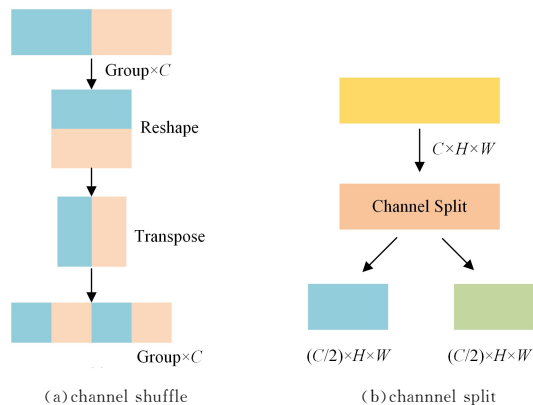 Group×C
Reshape
Transpose
Group×C
(a)channel shuffle
C×H×W
Channel Split
(C/2)×H×W
(C/2)×H×W
(b)channnel split